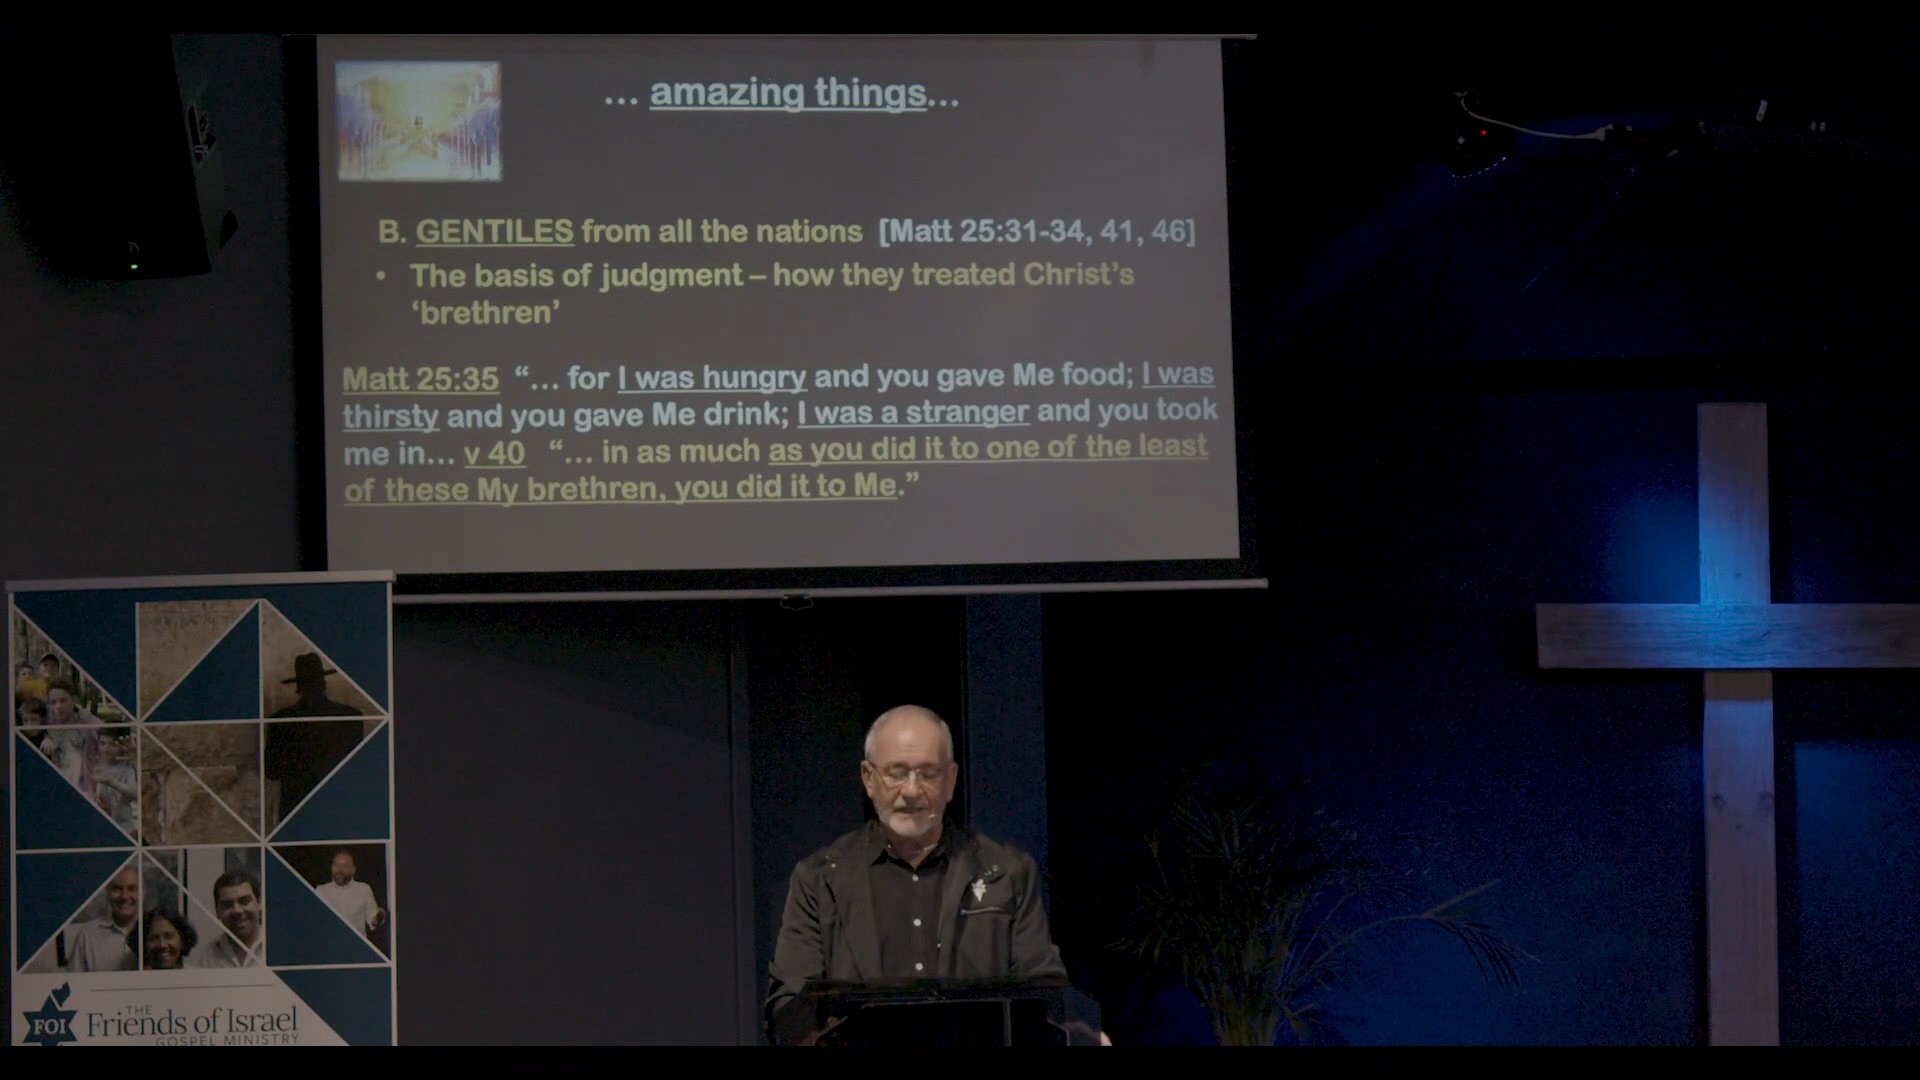 ... amazing things...
B. GENTILES from all the nations [Matt 25:31-34, 41, 46]
• The basis of judgment – how they treated Christ's
'brethren'
Matt 25:35 “... for I was hungry and you gave Me food; I was
thirsty and you gave Me drink; I was a stranger and you took
me in... v 40 “... in as much as you did it to one of the least
of these My brethren, you did it to Me.”
FOI
THE
Friends of Israel
GOSPEL MINISTRY